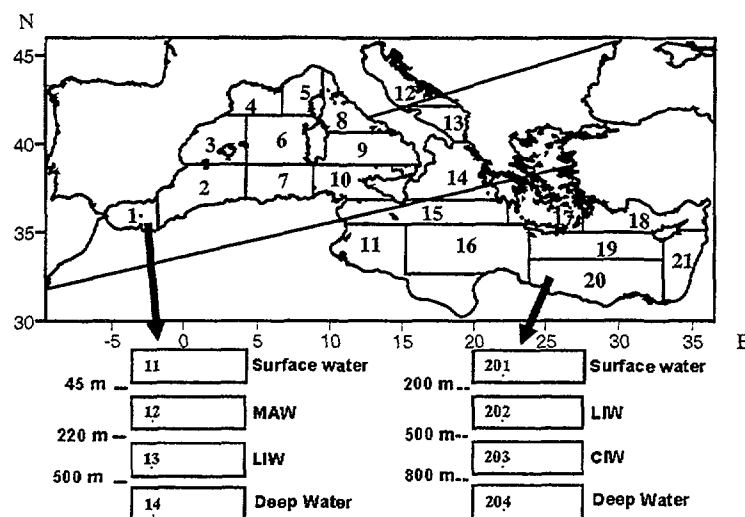 N
45
40
35
30
-5 0 5 10 15 20 25 30 35 E
1
2
3
4
5
6
7
8
9
10
11
12
13
14
15
16
17
18
19
20
21
11 Surface water
45 m
12 MAW
220 m
13 LIW
500 m
14 Deep Water
201 Surface water
200 m
202 LIW
500 m
203 CIW
800 m
204 Deep Water